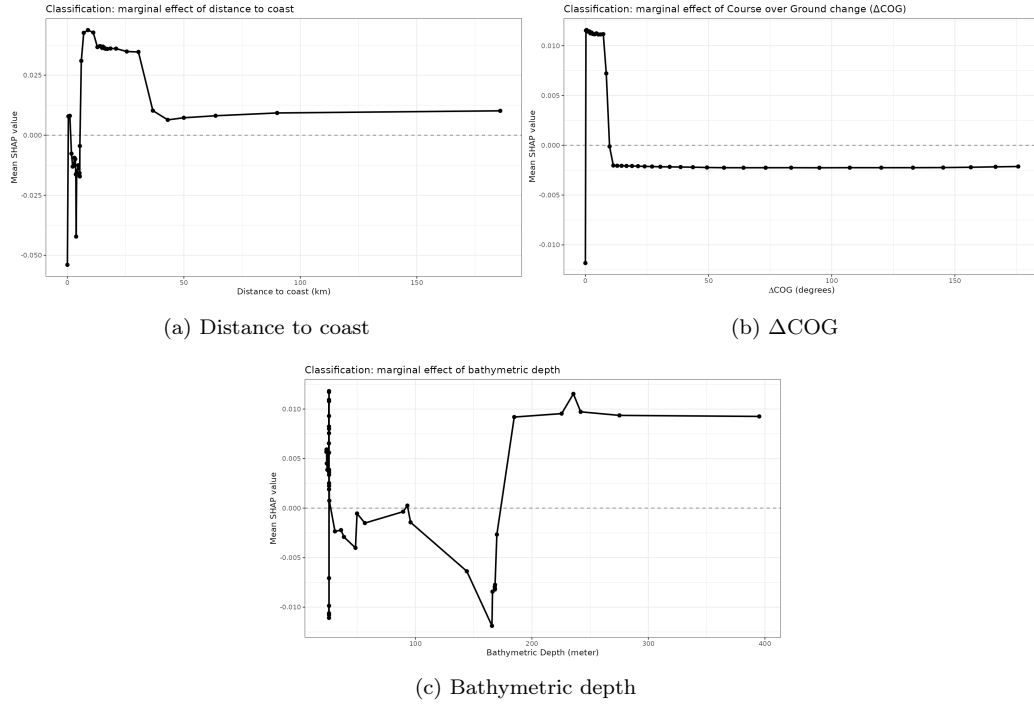 Classification: marginal effect of distance to coast
Mean SHAP value
0.025
0.000
-0.025
-0.050
0 50 100 150
Distance to coast (km)
(a) Distance to coast
Classification: marginal effect of Course over Ground change (ΔCOG)
Mean SHAP value
0.010
0.005
0.000
-0.005
-0.010
0 50 100 150
ΔCOG (degrees)
(b) ΔCOG
Classification: marginal effect of bathymetric depth
Mean SHAP value
0.010
0.005
0.000
-0.005
-0.010
100 200 300 400
Bathymetric Depth (meter)
(c) Bathymetric depth